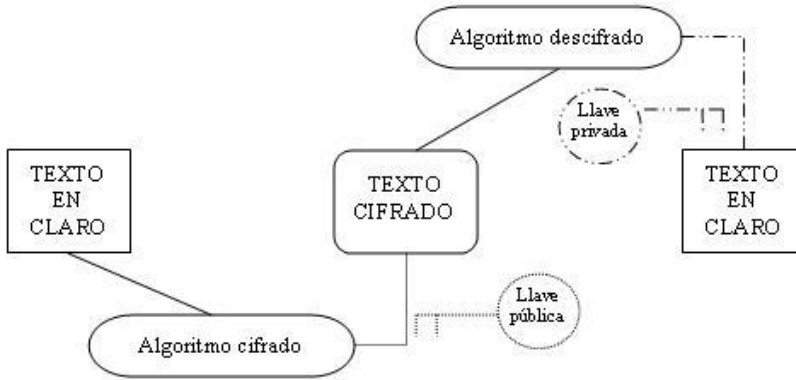 Algoritmo descifrado
Llave
privada
TEXTO
EN
CLARO
TEXTO
CIFRADO
TEXTO
EN
CLARO
Llave
pública
Algoritmo cifrado